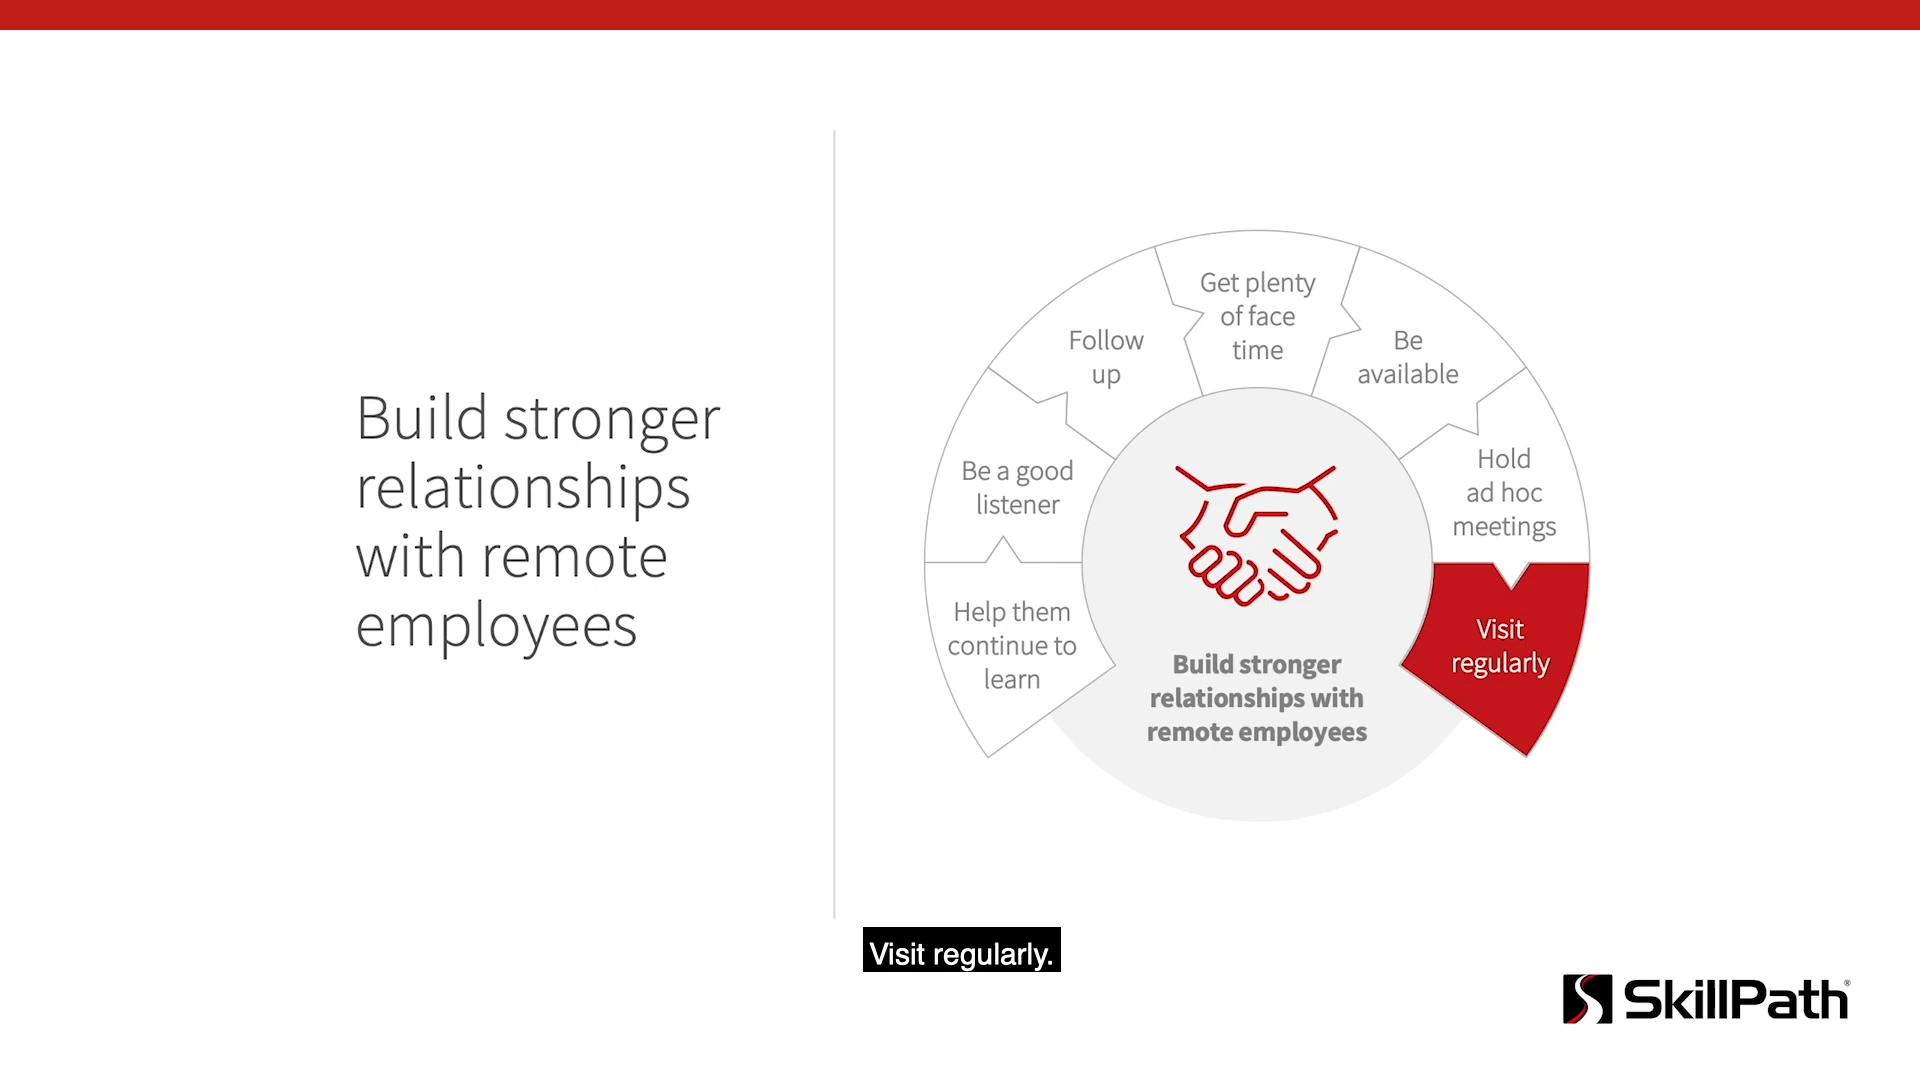 Build stronger
relationships
with remote
employees
Help them
continue to
learn
Be a good
listener
Follow
up
Get plenty
of face
time
Be
available
Hold
ad hoc
meetings
Visit
regularly
Build stronger
relationships with
remote employees
Visit regularly.
SkillPath®